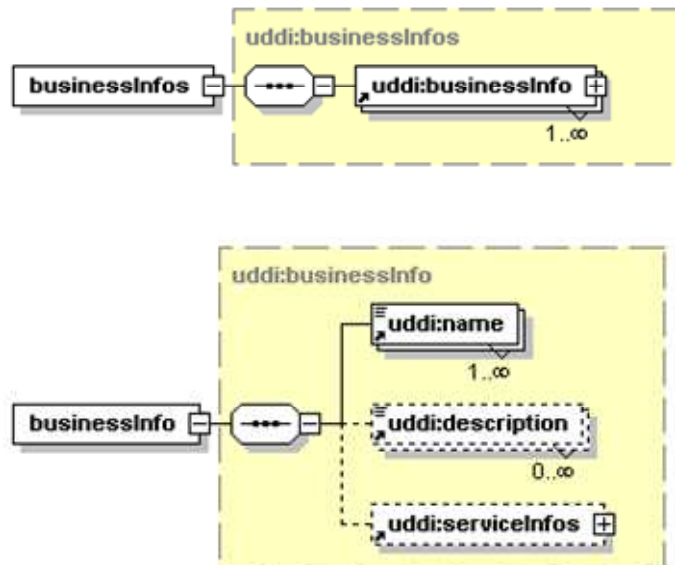 uddi:businessInfos
businessInfos
uddi:businessInfo
1..∞
uddi:businessInfo
uddi:name
1..∞
businessInfo
uddi:description
0..∞
uddi:serviceInfos